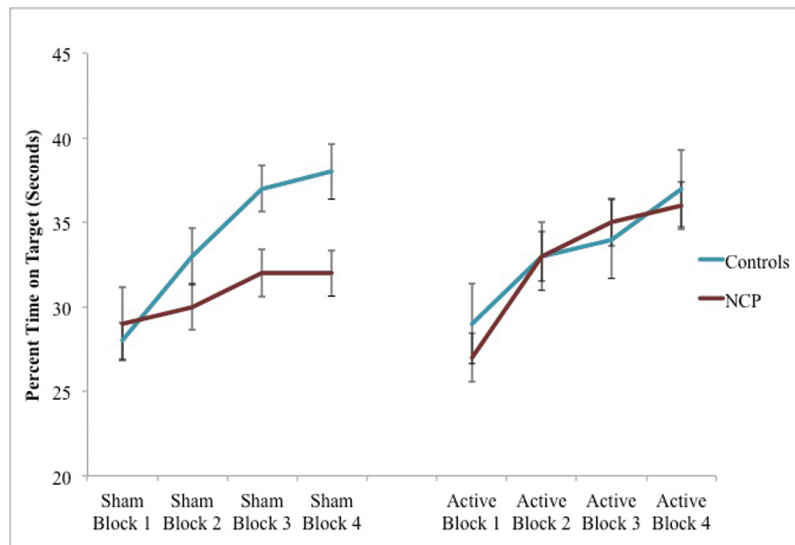 Percent Time on Target (Seconds)
45
40
35
30
25
20
Sham
Block 1
Sham
Block 2
Sham
Block 3
Sham
Block 4
Active
Block 1
Active
Block 2
Active
Block 3
Active
Block 4
Controls
NCP